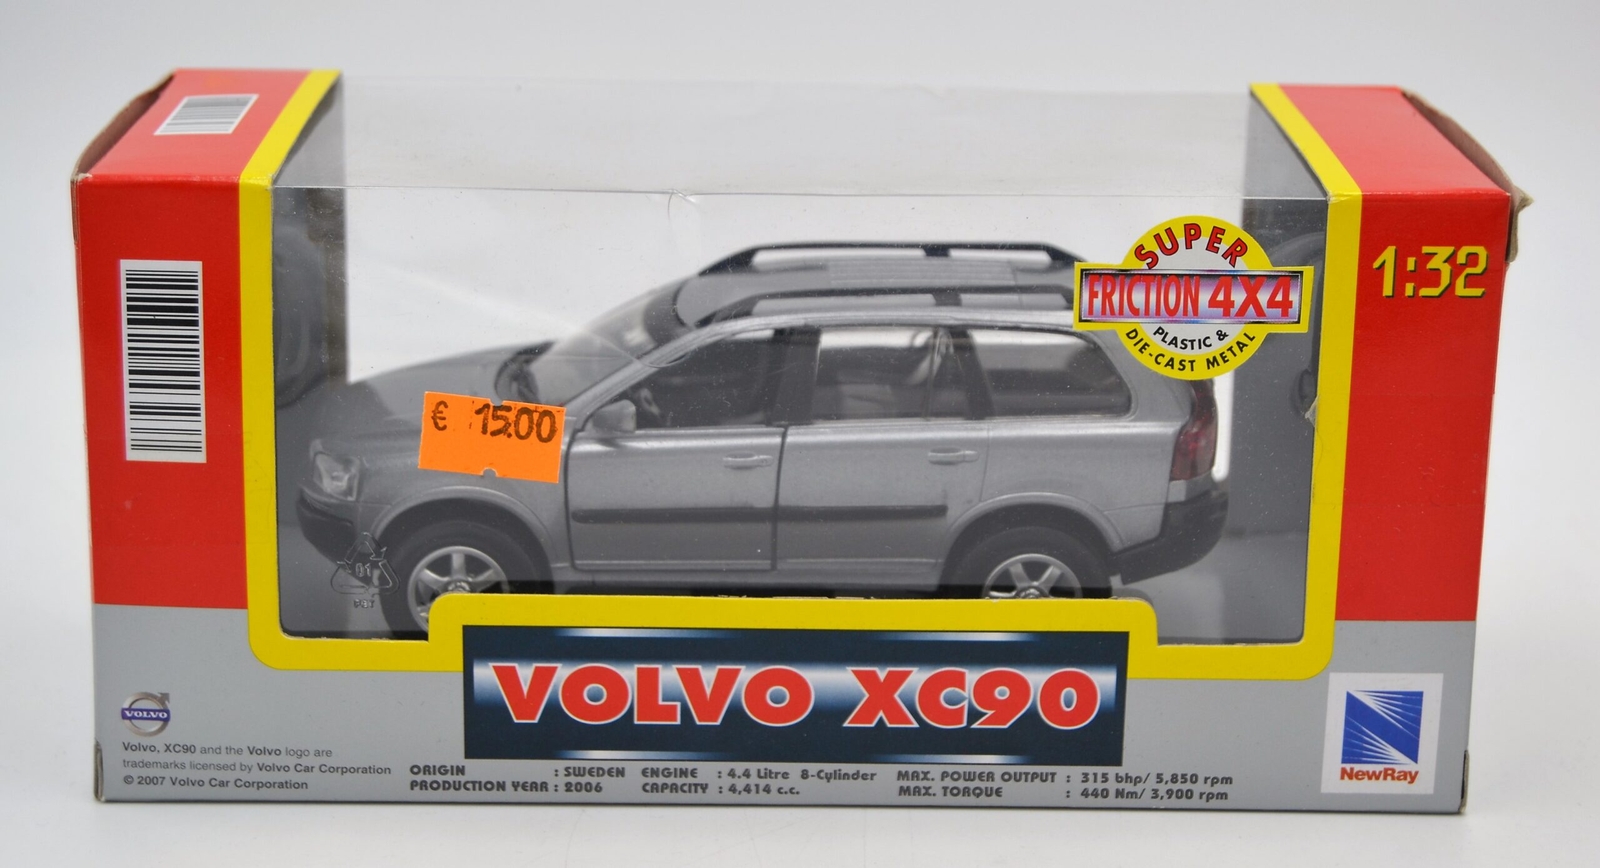 SUPER
FRICTION 4X4
PLASTIC &
DIE-CAST METAL
1:32
€ 15.00
01
VOLVO XC90
VOLVO
Volvo, XC90 and the Volvo logo are
trademarks licensed by Volvo Car Corporation
© 2007 Volvo Car Corporation
ORIGIN : SWEDEN
PRODUCTION YEAR : 2006
ENGINE : 4.4 Litre 8-Cylinder
CAPACITY : 4,414 c.c.
MAX. POWER OUTPUT : 315 bhp/ 5,850 rpm
MAX. TORQUE : 440 Nm/ 3,900 rpm
NewRay